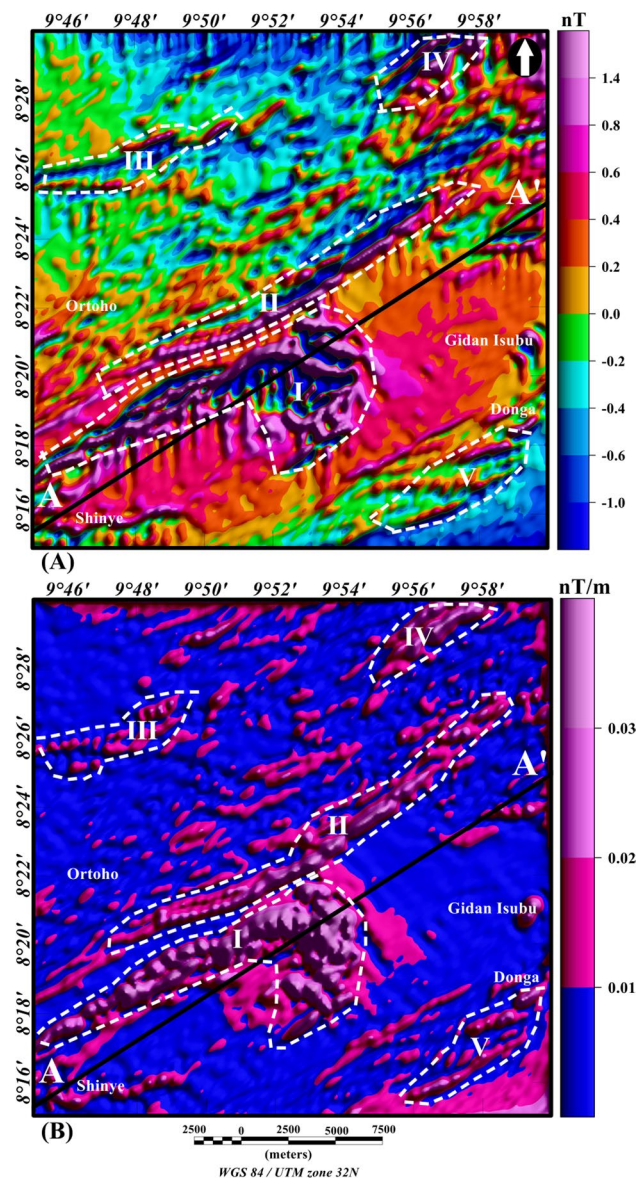 9°46' 9°48' 9°50' 9°52' 9°54' 9°56' 9°58' nT
8°28' 8°26' 8°24' 8°22' 8°20' 8°18' 8°16'
IV
III
A'
II
Ortoho
Gidan Isubu
I
Donga
V
A
Shinye
(A)
1.4
0.8
0.6
0.4
0.2
0.0
-0.2
-0.4
-0.6
-1.0
9°46' 9°48' 9°50' 9°52' 9°54' 9°56' 9°58' nT/m
8°28' 8°26' 8°24' 8°22' 8°20' 8°18' 8°16'
IV
III
A'
II
Ortoho
Gidan Isubu
I
Donga
V
A
Shinye
(B)
0.03
0.02
0.01
2500 0 2500 5000 7500
(meters)
WGS 84 / UTM zone 32N